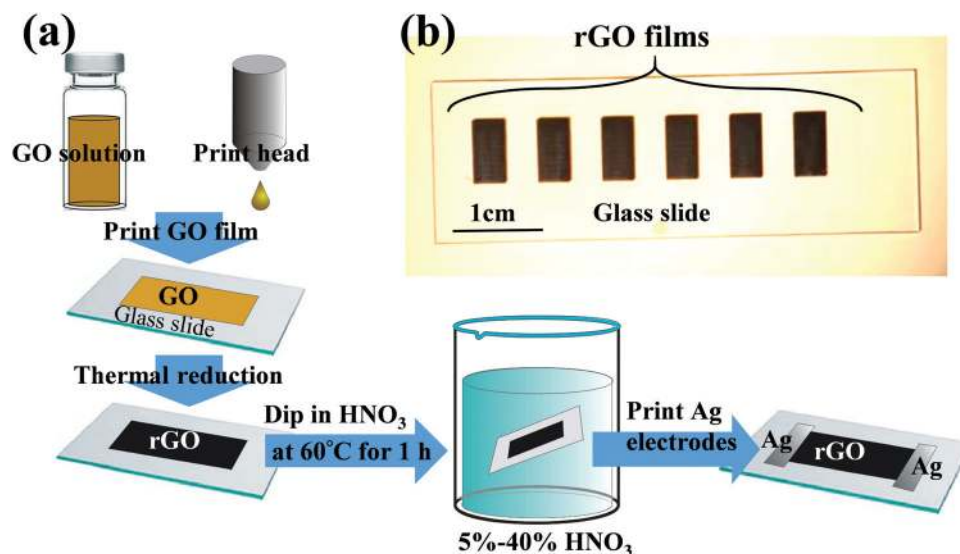 (a)
GO solution
Print head
Print GO film
GO
Glass slide
Thermal reduction
rGO
Dip in HNO₃
at 60°C for 1 h
5%-40% HNO₃
Print Ag
electrodes
Ag
rGO
Ag
(b)
rGO films
1cm
Glass slide